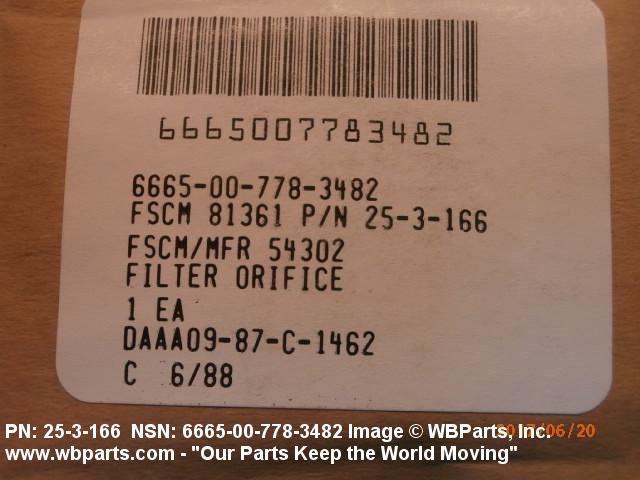 6665007783482
6665-00-778-3482
FSCM 81361 P/N 25-3-166
FSCM/MFR 54302
FILTER ORIFICE
1 EA
DAAA09-87-C-1462
C 6/88
PN: 25-3-166 NSN: 6665-00-778-3482 Image © WBParts, Inc.
www.wbparts.com - "Our Parts Keep the World Moving"